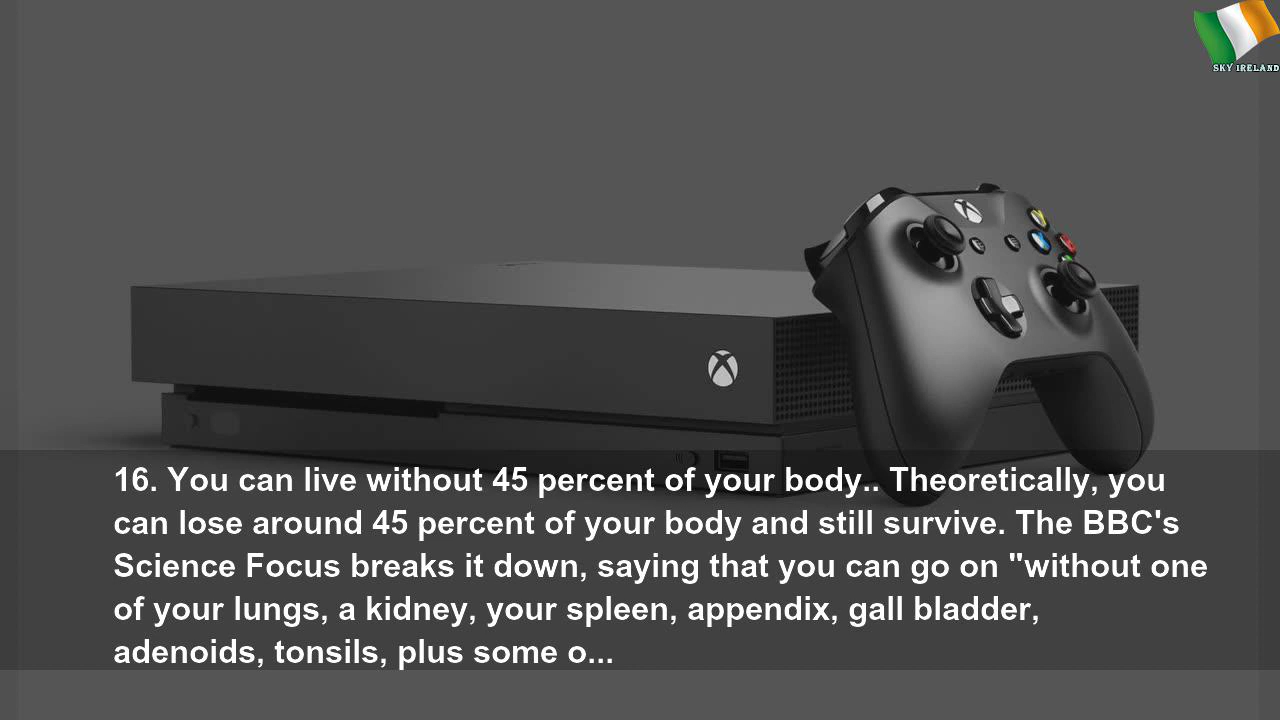 SKY IRELAND
16. You can live without 45 percent of your body.. Theoretically, you
can lose around 45 percent of your body and still survive. The BBC's
Science Focus breaks it down, saying that you can go on "without one
of your lungs, a kidney, your spleen, appendix, gall bladder,
adenoids, tonsils, plus some o...